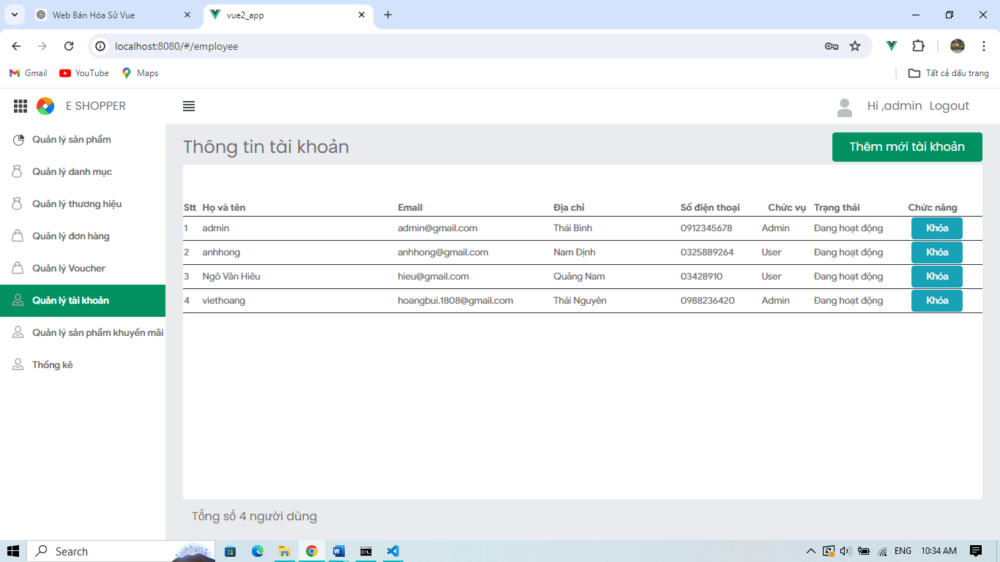 Web Bán Hóa Sử Vue
vue2_app
localhost:8080/#/employee
Gmail
YouTube
Maps
Tất cả dấu trang
E SHOPPER
Hi ,admin Logout
Quản lý sản phẩm
Quản lý danh mục
Quản lý thương hiệu
Quản lý đơn hàng
Quản lý Voucher
Quản lý tài khoản
Quản lý sản phẩm khuyến mãi
Thống kê
Thông tin tài khoản
Thêm mới tài khoản
Stt Họ và tên Email Địa chỉ Số điện thoại Chức vụ Trạng thái Chức năng
1 admin admin@gmail.com Thái Bình 0912345678 Admin Đang hoạt động Khóa
2 anhhong anhhong@gmail.com Nam Định 0325889264 User Đang hoạt động Khóa
3 Ngô Văn Hiêu hieu@gmail.com Quảng Nam 03428910 User Đang hoạt động Khóa
4 viethoang hoangbui.1808@gmail.com Thái Nguyên 0988236420 Admin Đang hoạt động Khóa
Tổng số 4 người dùng
Search
ENG
10:34 AM